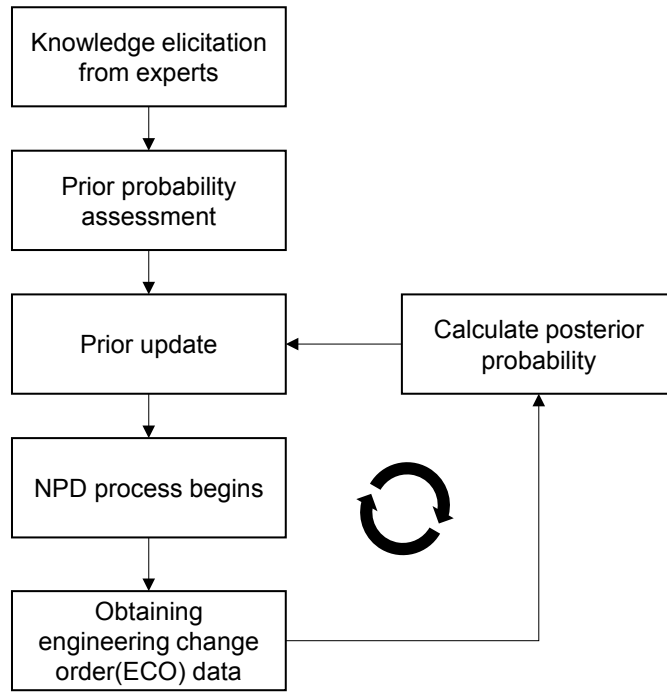 Knowledge elicitation
from experts
Prior probability
assessment
Prior update
Calculate posterior
probability
NPD process begins
Obtaining
engineering change
order(ECO) data